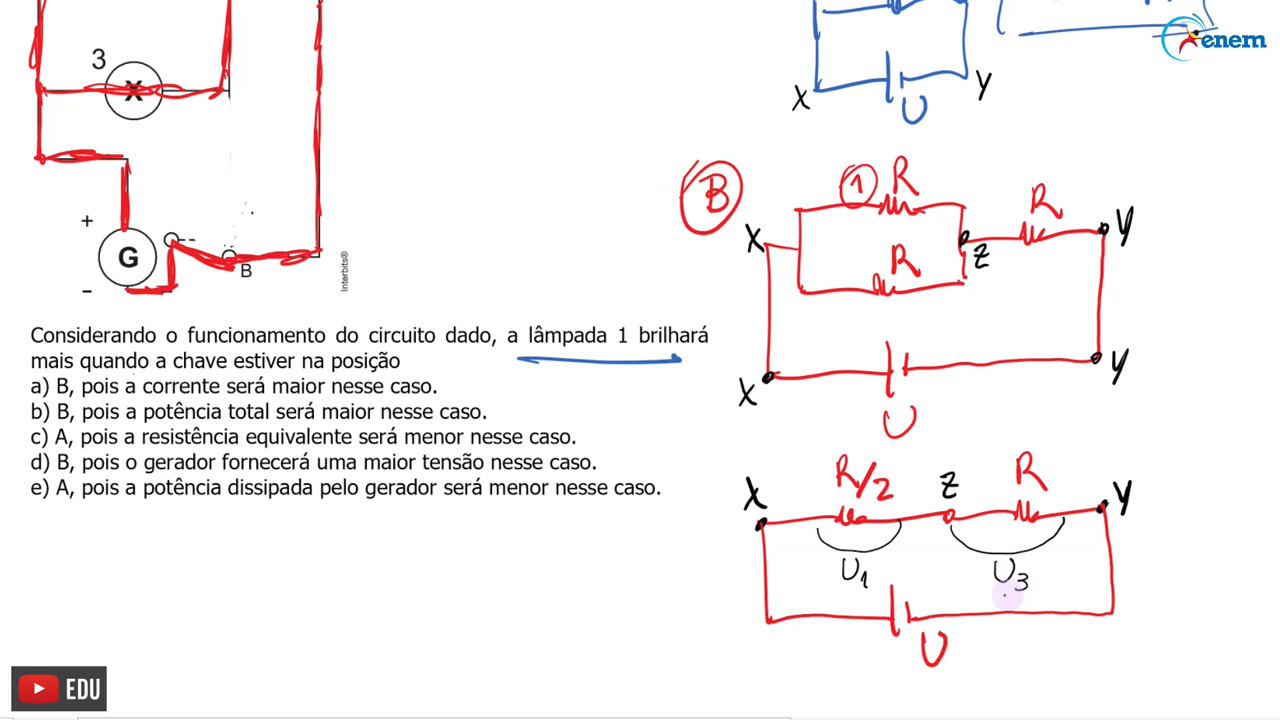 enem
3
X
X
Y
U
+
G
-
B
Interbits®
B
1
R
R
R
X
Z
Y
X
Y
U
Considerando o funcionamento do circuito dado, a lâmpada 1 brilhará
mais quando a chave estiver na posição
a) B, pois a corrente será maior nesse caso.
b) B, pois a potência total será maior nesse caso.
c) A, pois a resistência equivalente será menor nesse caso.
d) B, pois o gerador fornecerá uma maior tensão nesse caso.
e) A, pois a potência dissipada pelo gerador será menor nesse caso.
X
R/2
Z
R
Y
U1
U3
U
EDU